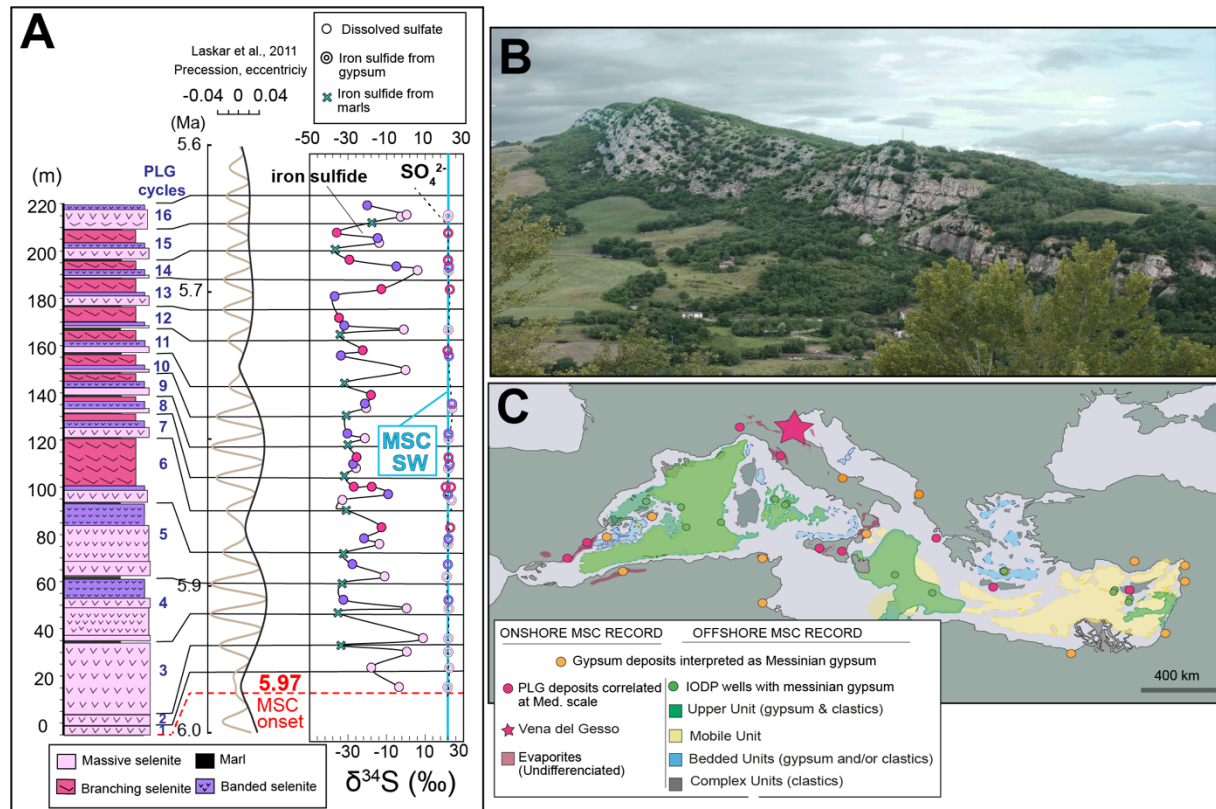 A
Laskar et al., 2011
Precession, eccentriciy
-0.04 0.04
(Ma)
5.6
5.7
5.9
6.0
Dissolved sulfate
Iron sulfide from
gypsum
Iron sulfide from
marls
-50 -30 -10 10 30
(m)
PLG
cycles
iron sulfide
SO₄²⁻
220
200
180
160
140
120
100
80
60
40
20
0
16
15
14
13
12
11
10
9
8
7
6
5
4
3
2
1
MSC
SW
5.97
MSC
onset
-30 -10 10 30
δ³⁴S (‰)
Massive selenite
Marl
Branching selenite
Banded selenite
B
C
400 km
ONSHORE MSC RECORD
OFFSHORE MSC RECORD
Gypsum deposits interpreted as Messinian gypsum
PLG deposits correlated
at Med. scale
Vena del Gesso
Evaporites
(Undifferenciated)
IODP wells with messinian gypsum
Upper Unit (gypsum & clastics)
Mobile Unit
Bedded Units (gypsum and/or clastics)
Complex Units (clastics)